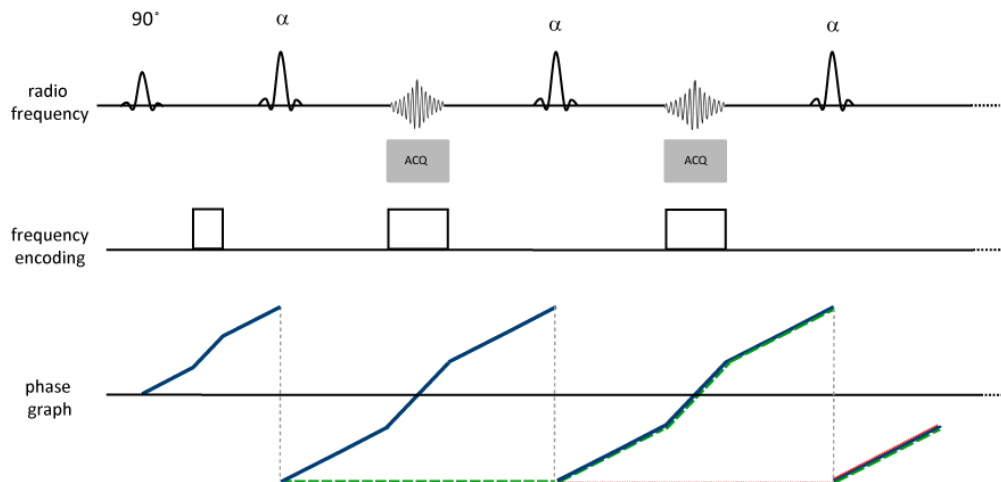 90˚
α
α
α
radio
frequency
ACQ
ACQ
frequency
encoding
phase
graph